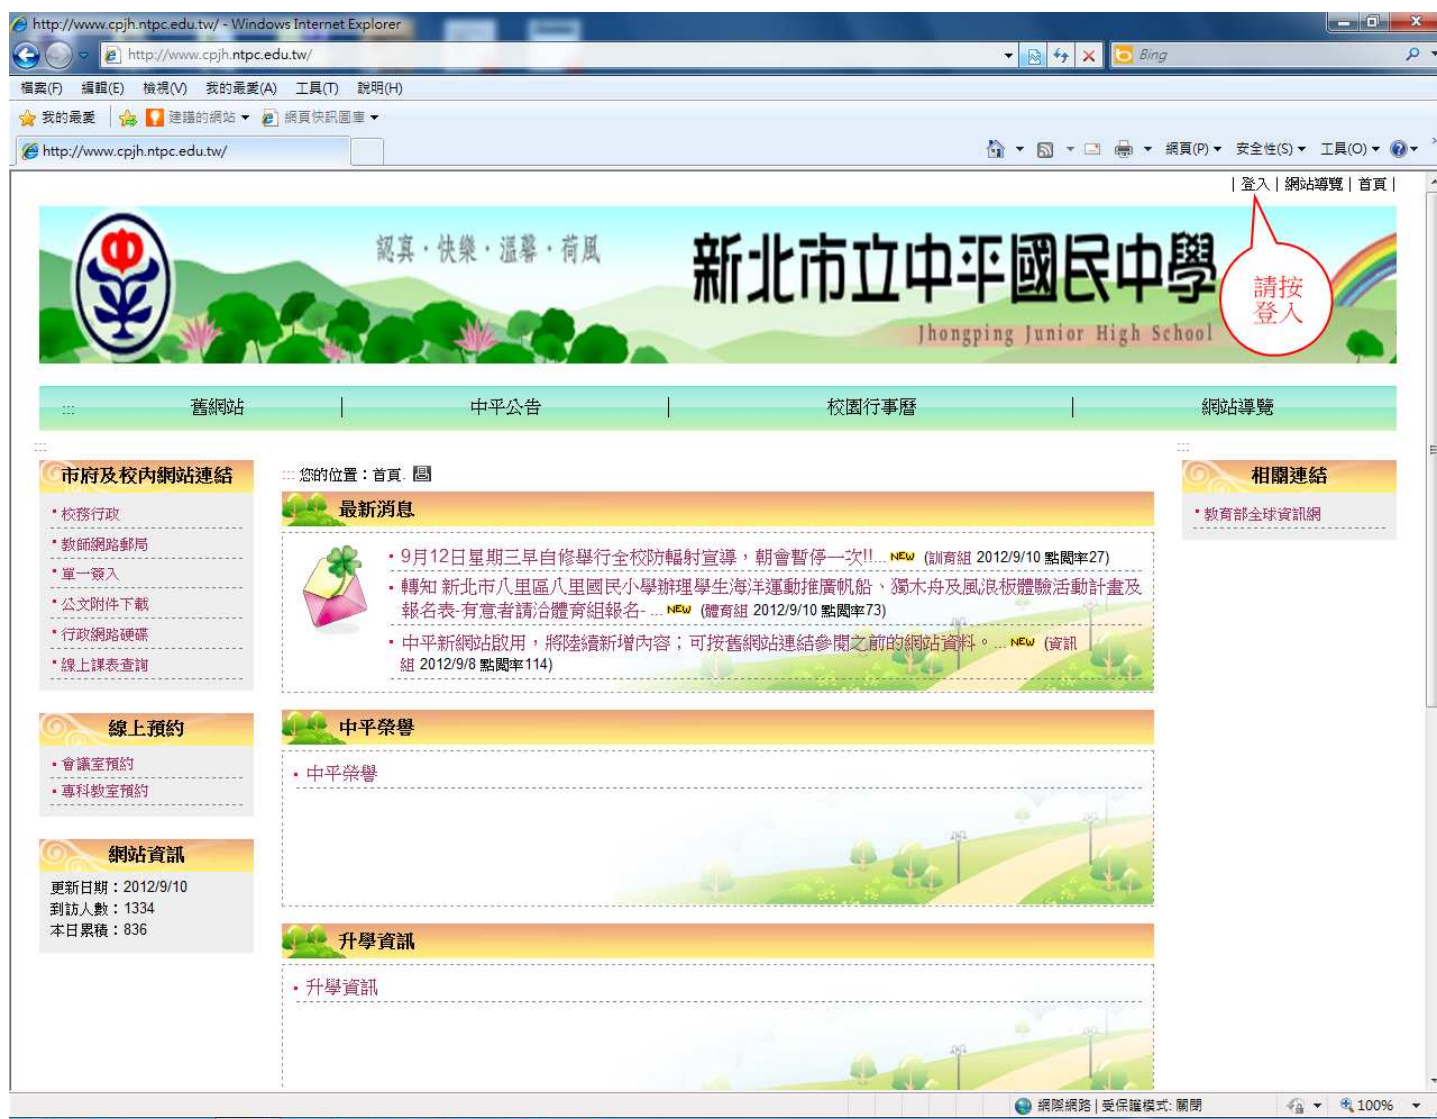 http://www.cpjh.ntpc.edu.tw/ - Windows Internet Explorer
http://www.cpjh.ntpc.edu.tw/
Bing
檔案(F) 編輯(E) 檢視(V) 我的最愛(A) 工具(T) 說明(H)
我的最愛 建議的網站 網頁快訊圖庫
http://www.cpjh.ntpc.edu.tw/
網頁(P) 安全性(S) 工具(O)
| 登入 | 網站導覽 | 首頁 |
認真．快樂．溫馨．荷風
新北市立中平國民中學
Jhongping Junior High School
請按
登入
::: 舊網站 | 中平公告 | 校園行事曆 | 網站導覽
:::
市府及校內網站連結
校務行政
教師網路郵局
單一簽入
公文附件下載
行政網路硬碟
線上課表查詢
線上預約
會議室預約
專科教室預約
網站資訊
更新日期：2012/9/10
到訪人數：1334
本日累積：836
::: 您的位置：首頁.
最新消息
9月12日星期三早自修舉行全校防輻射宣導，朝會暫停一次!!... NEW (訓育組 2012/9/10 點閱率27)
轉知 新北市八里區八里國民小學辦理學生海洋運動推廣帆船、獨木舟及風浪板體驗活動計畫及
報名表-有意者請洽體育組報名- ... NEW (體育組 2012/9/10 點閱率73)
中平新網站啟用，將陸續新增內容；可按舊網站連結參閱之前的網站資料。... NEW (資訊
組 2012/9/8 點閱率114)
中平榮譽
中平榮譽
升學資訊
升學資訊
:::
相關連結
教育部全球資訊網
網際網路 | 受保護模式: 關閉
100%